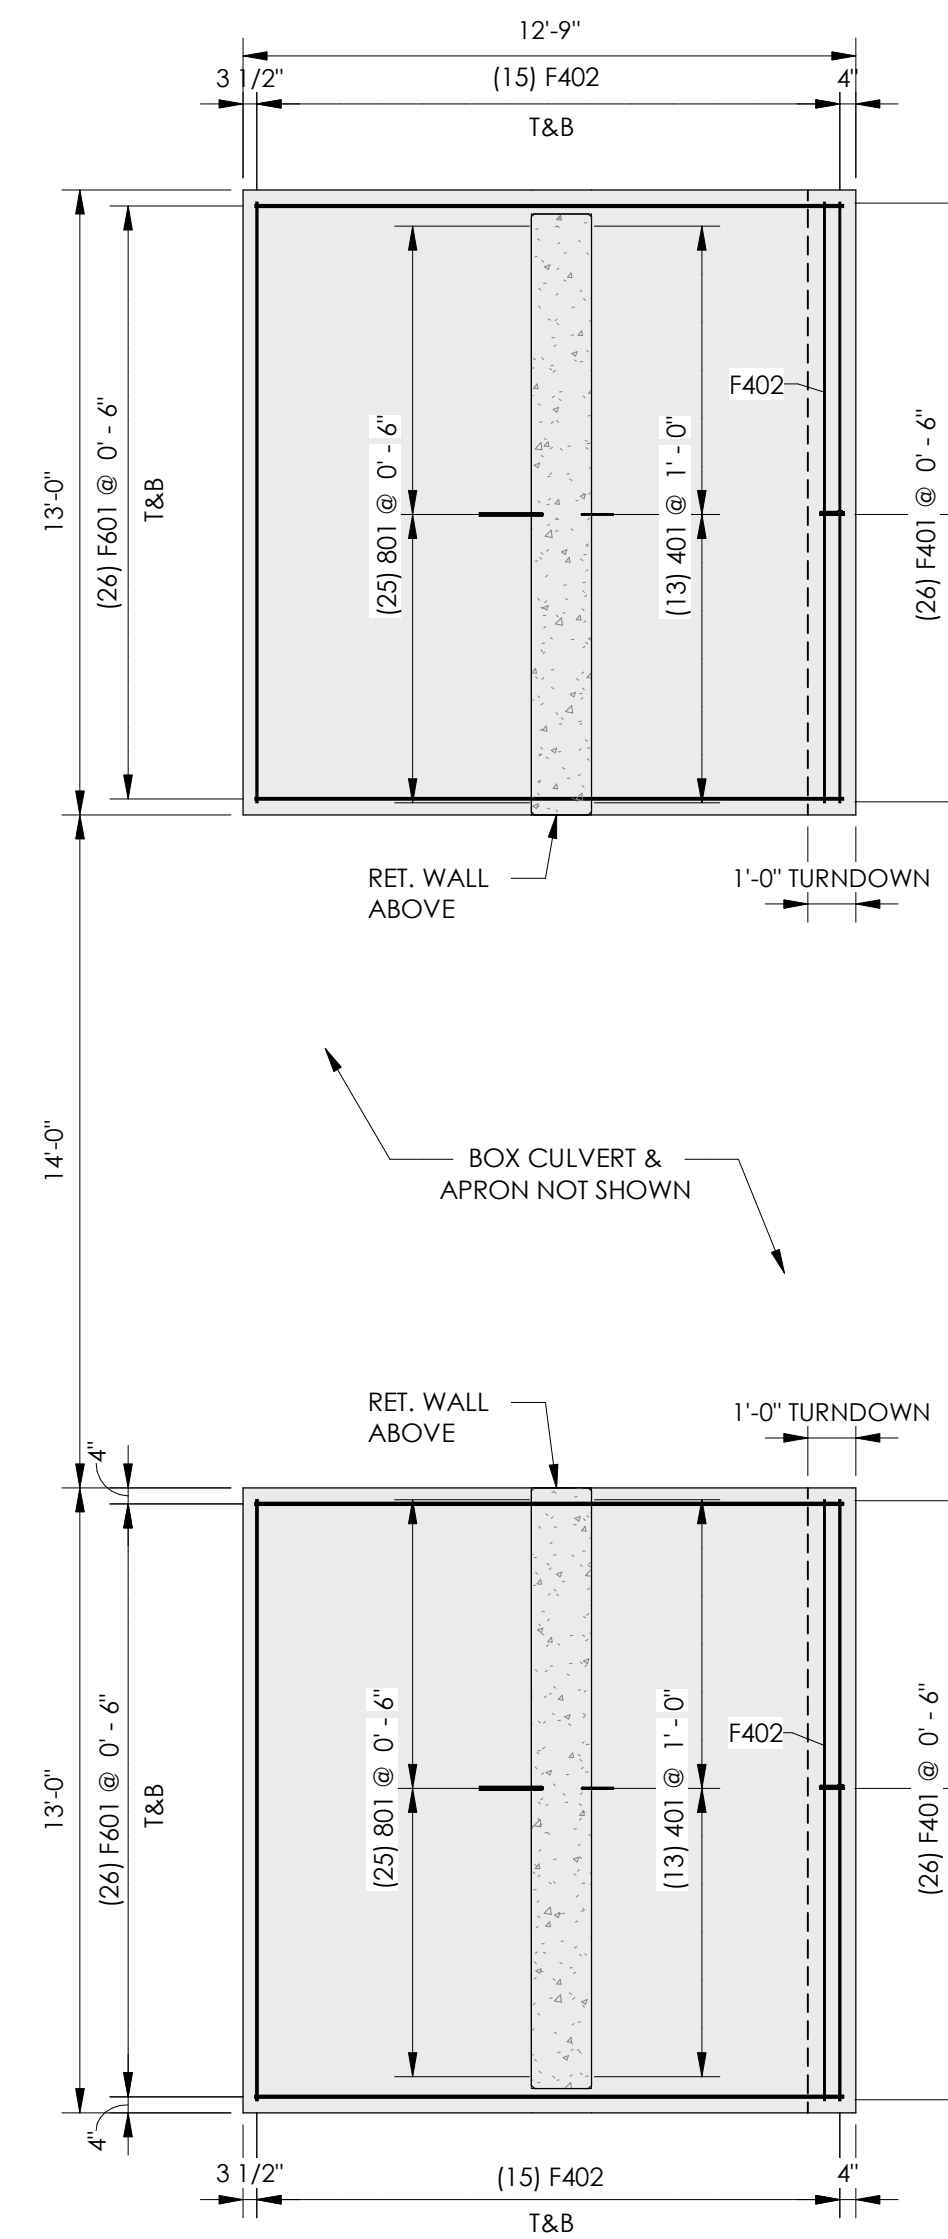 12'-9"
3 1/2"
(15) F402
4"
T&B
13'-0"
(26) F601 @ 0' - 6"
T&B
(25) 801 @ 0' - 6"
(13) 401 @ 1' - 0"
F402
(26) F401 @ 0' - 6"
RET. WALL
ABOVE
1'-0" TURNDOWN
14'-0"
BOX CULVERT &
APRON NOT SHOWN
RET. WALL
ABOVE
1'-0" TURNDOWN
4"
13'-0"
(26) F601 @ 0' - 6"
T&B
(25) 801 @ 0' - 6"
(13) 401 @ 1' - 0"
F402
(26) F401 @ 0' - 6"
4"
3 1/2"
(15) F402
4"
T&B